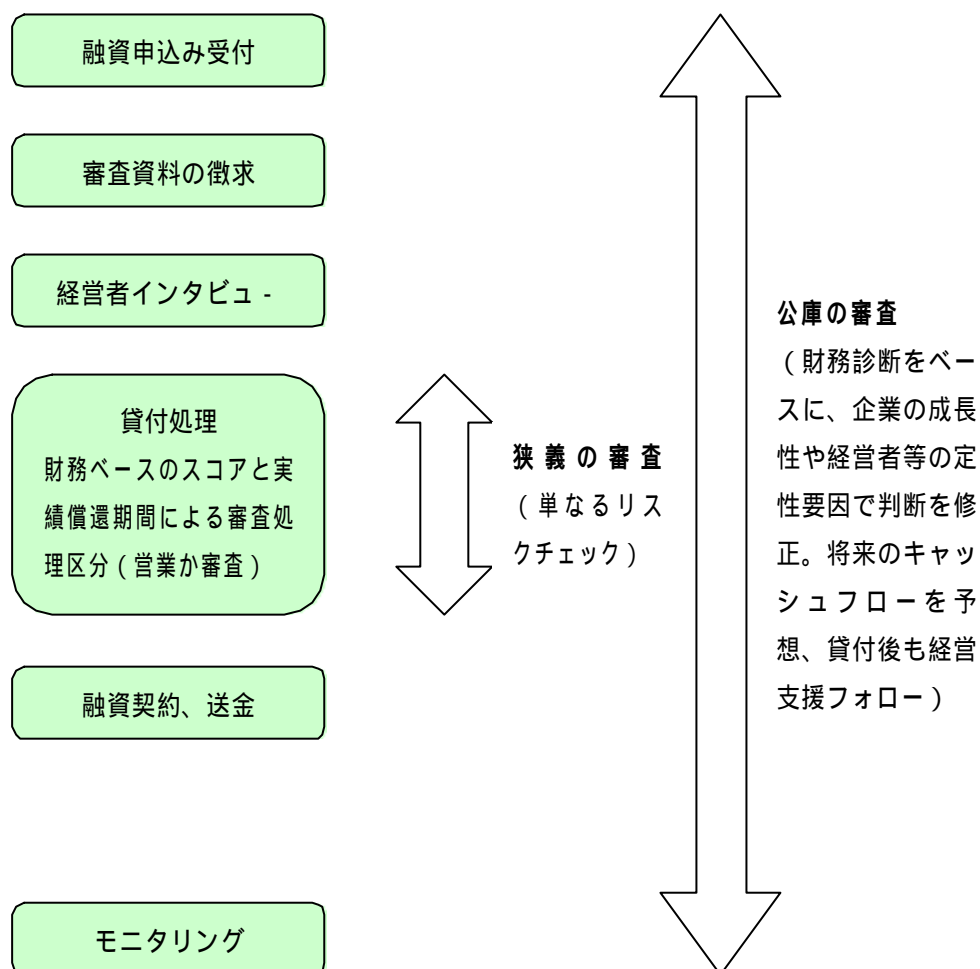 融資申込み受付
審査資料の徴求
経営者インタビュ -
貸付処理
財務ベースのスコアと実
績償還期間による審査処
理区分（営業か審査）
融資契約、送金
モニタリング
狭義の審査
（単なるリス
クチェック）
公庫の審査
（財務診断をベー
スに、企業の成長
性や経営者等の定
性要因で判断を修
正。将来のキャッ
シュフローを予
想、貸付後も経営
支援フォロー）